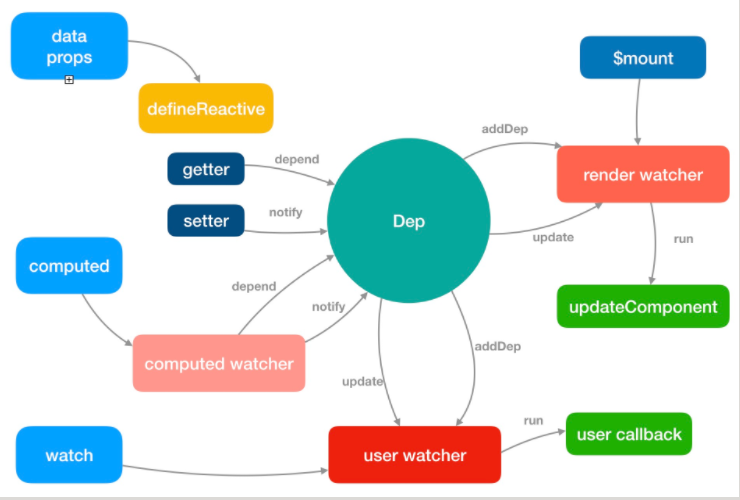 data
props
$mount
defineReactive
addDep
getter
depend
render watcher
setter
notify
Dep
update
run
computed
depend
notify
updateComponent
computed watcher
addDep
update
run
user callback
watch
user watcher